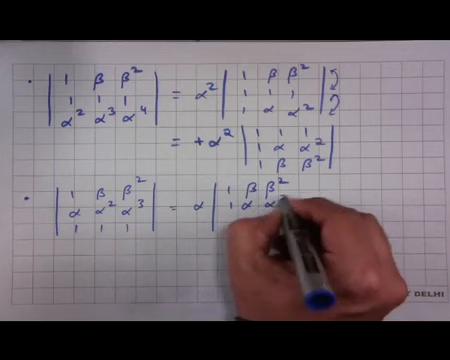 • | 1 β β² ; 1 1 1 ; α² α³ α⁴ | = α² | 1 β β² ; 1 1 1 ; 1 α α² |
= + α² | 1 1 1 ; 1 α α² ; 1 β β² |
• | 1 β β² ; α α² α³ ; 1 1 1 | = α | 1 β β² ; 1 α α
DELHI